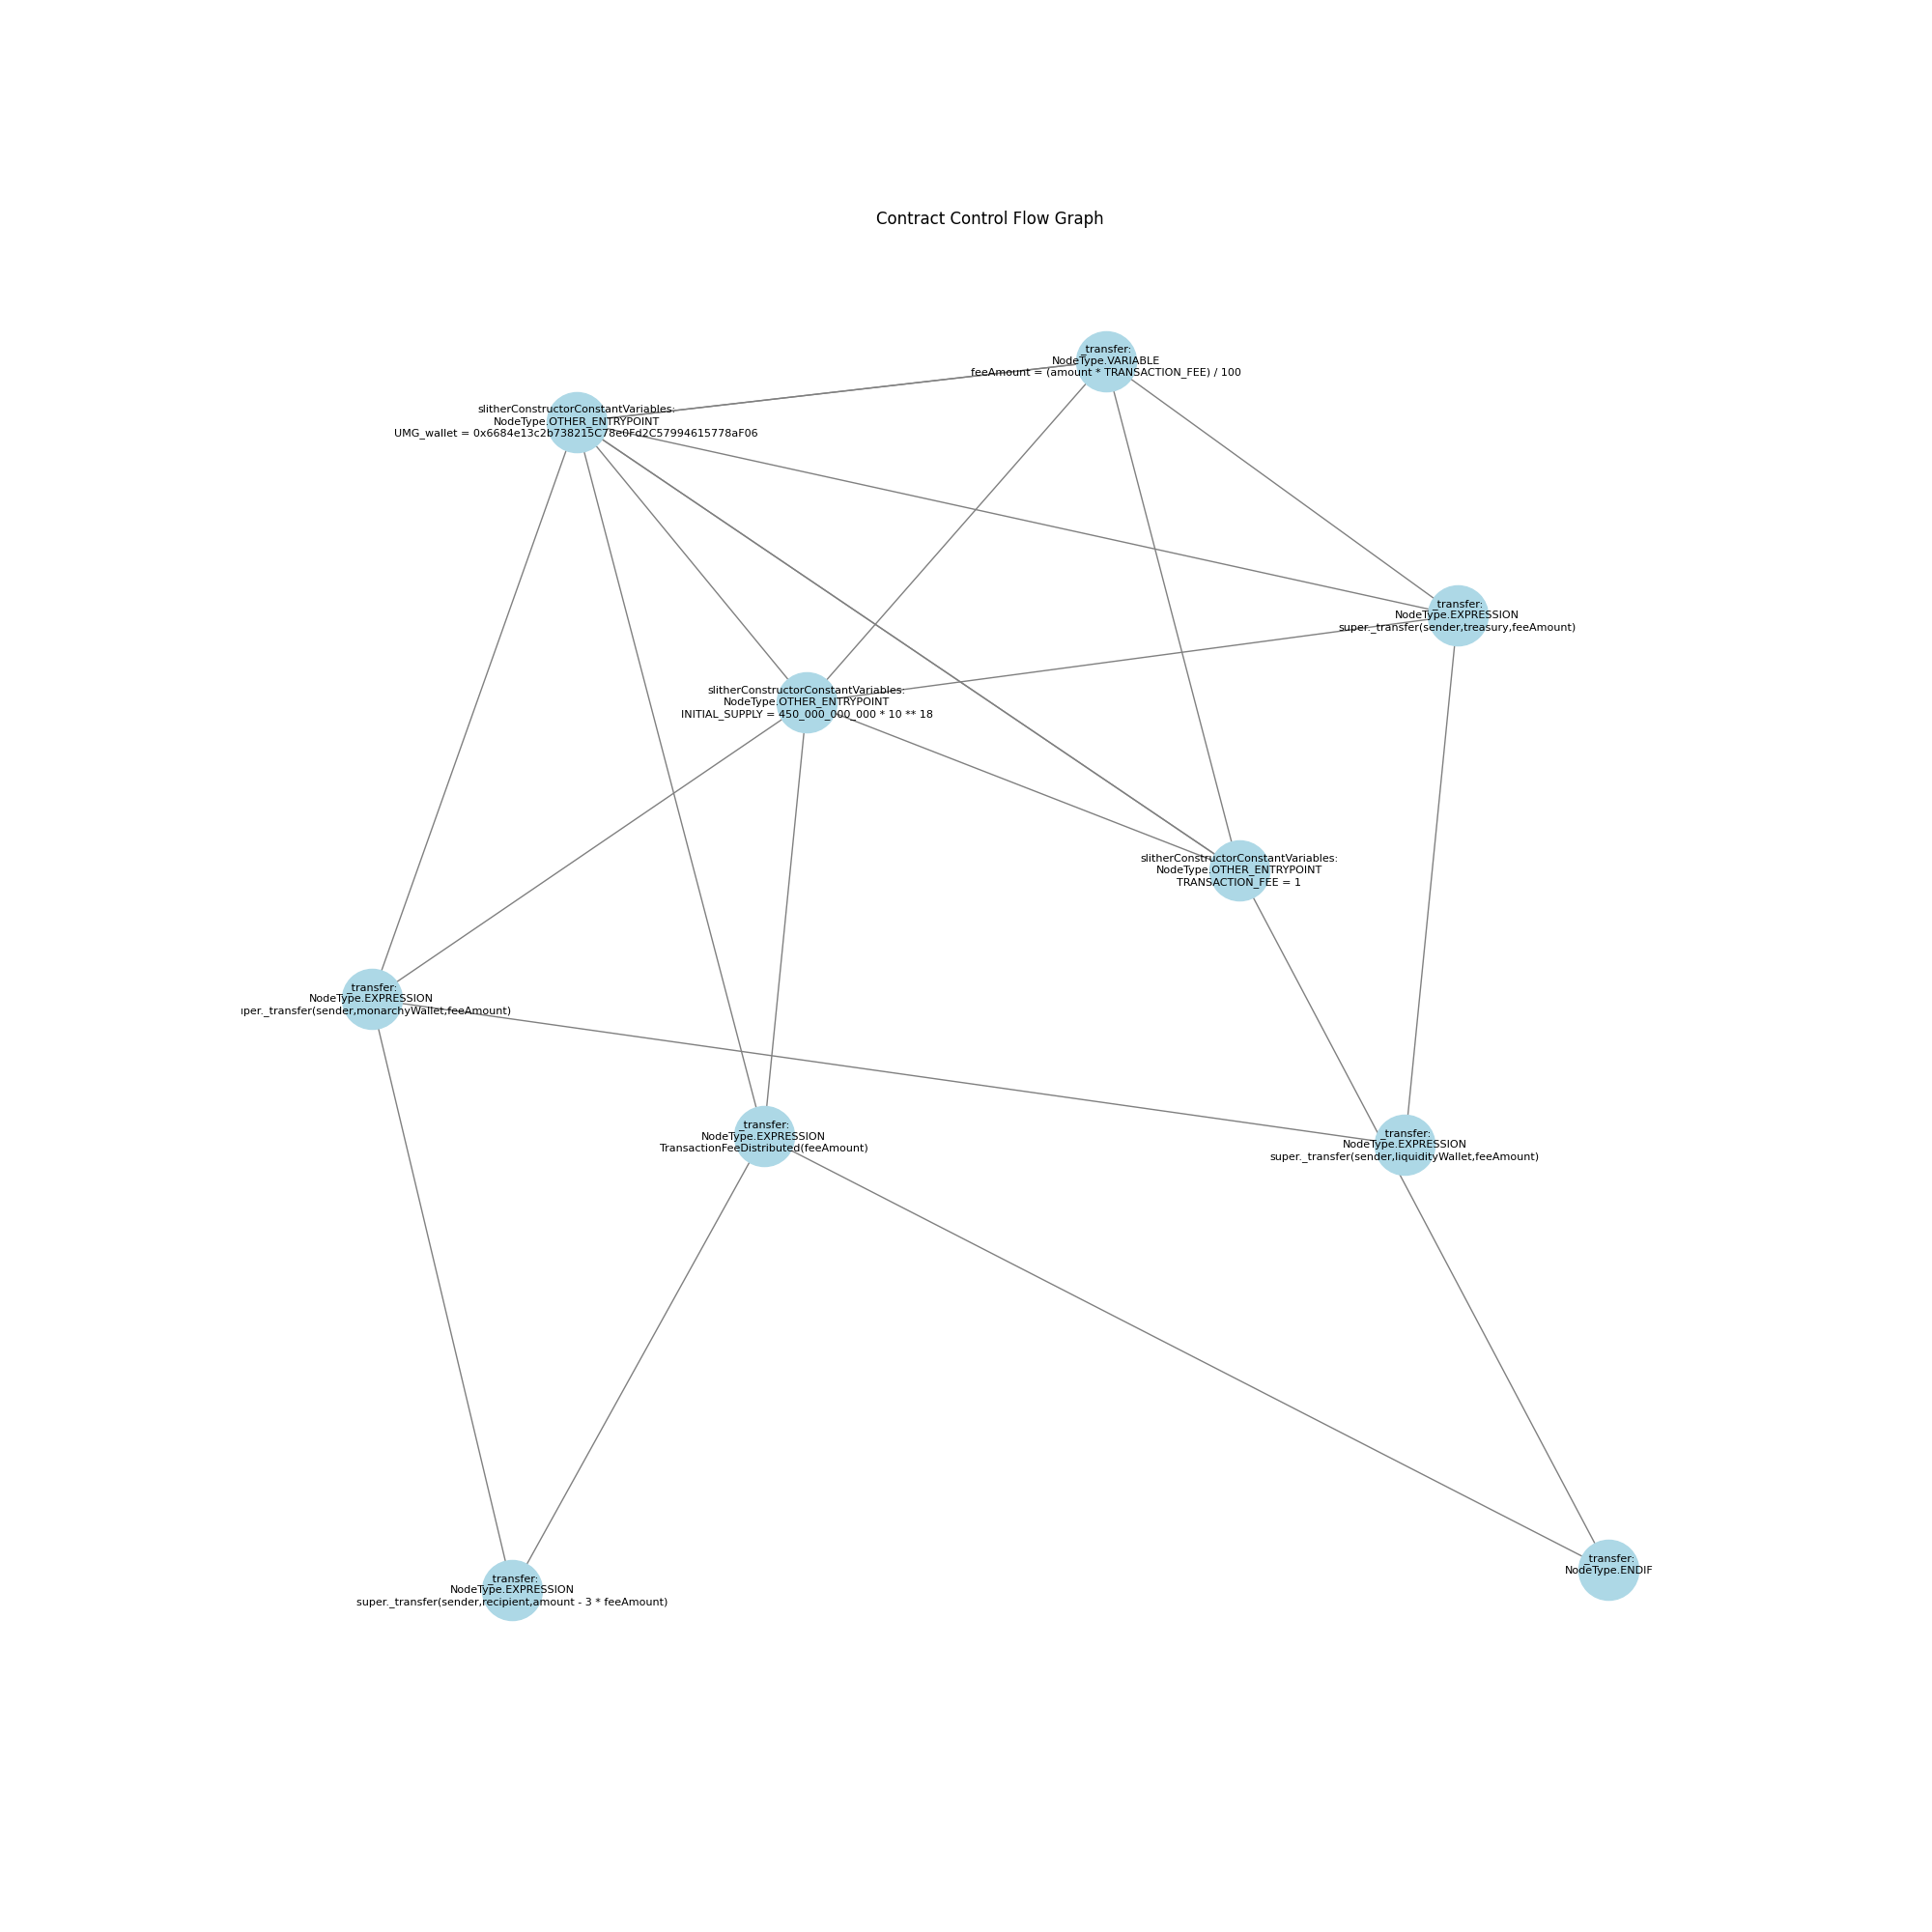 Contract Control Flow Graph
_transfer:
NodeType.VARIABLE
feeAmount = (amount * TRANSACTION_FEE) / 100
slitherConstructorConstantVariables:
NodeType.OTHER_ENTRYPOINT
UMG_wallet = 0x6684e13c2b738215C78e0Fd2C57994615778aF06
_transfer:
NodeType.EXPRESSION
super._transfer(sender,treasury,feeAmount)
slitherConstructorConstantVariables:
NodeType.OTHER_ENTRYPOINT
INITIAL_SUPPLY = 450_000_000_000 * 10 ** 18
slitherConstructorConstantVariables:
NodeType.OTHER_ENTRYPOINT
TRANSACTION_FEE = 1
_transfer:
NodeType.EXPRESSION
per._transfer(sender,monarchyWallet,feeAmount)
_transfer:
NodeType.EXPRESSION
TransactionFeeDistributed(feeAmount)
_transfer:
NodeType.EXPRESSION
super._transfer(sender,liquidityWallet,feeAmount)
_transfer:
NodeType.ENDIF
_transfer:
NodeType.EXPRESSION
super._transfer(sender,recipient,amount - 3 * feeAmount)